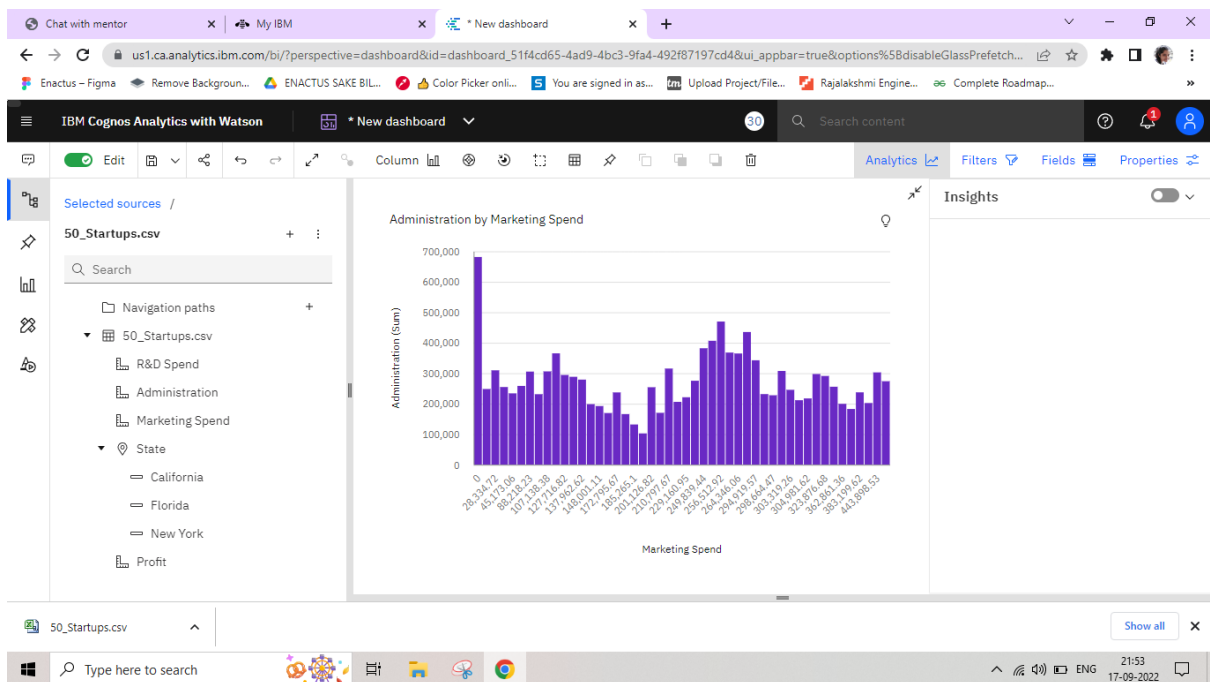 Chat with mentor
My IBM
* New dashboard
us1.ca.analytics.ibm.com/bi/?perspective=dashboard&id=dashboard_51f4cd65-4ad9-4bc3-9fa4-492f87197cd4&ui_appbar=true&options%5BdisableGlassPrefetch...
Enactus – Figma
Remove Backgroun...
ENACTUS SAKE BIL...
Color Picker onli...
S You are signed in as...
tm Upload Project/File...
Rajalakshmi Engine...
Complete Roadmap...
IBM Cognos Analytics with Watson
* New dashboard
30
Search content
1
Edit
Column
Analytics
Filters
Fields
Properties
Selected sources /
50_Startups.csv
Search
Navigation paths
50_Startups.csv
R&D Spend
Administration
Marketing Spend
State
California
Florida
New York
Profit
Administration by Marketing Spend
Administration (Sum)
700,000
600,000
500,000
400,000
300,000
200,000
100,000
0
0
28,334.72
45,173.06
88,218.23
107,138.38
127,716.82
137,962.62
148,001.11
172,795.67
185,265.1
201,126.82
210,797.67
229,160.95
249,839.44
256,512.92
264,346.06
294,919.57
298,664.47
303,319.26
304,981.62
323,876.68
362,861.36
383,199.62
443,898.53
Marketing Spend
Insights
50_Startups.csv
Show all
Type here to search
ENG
21:53
17-09-2022